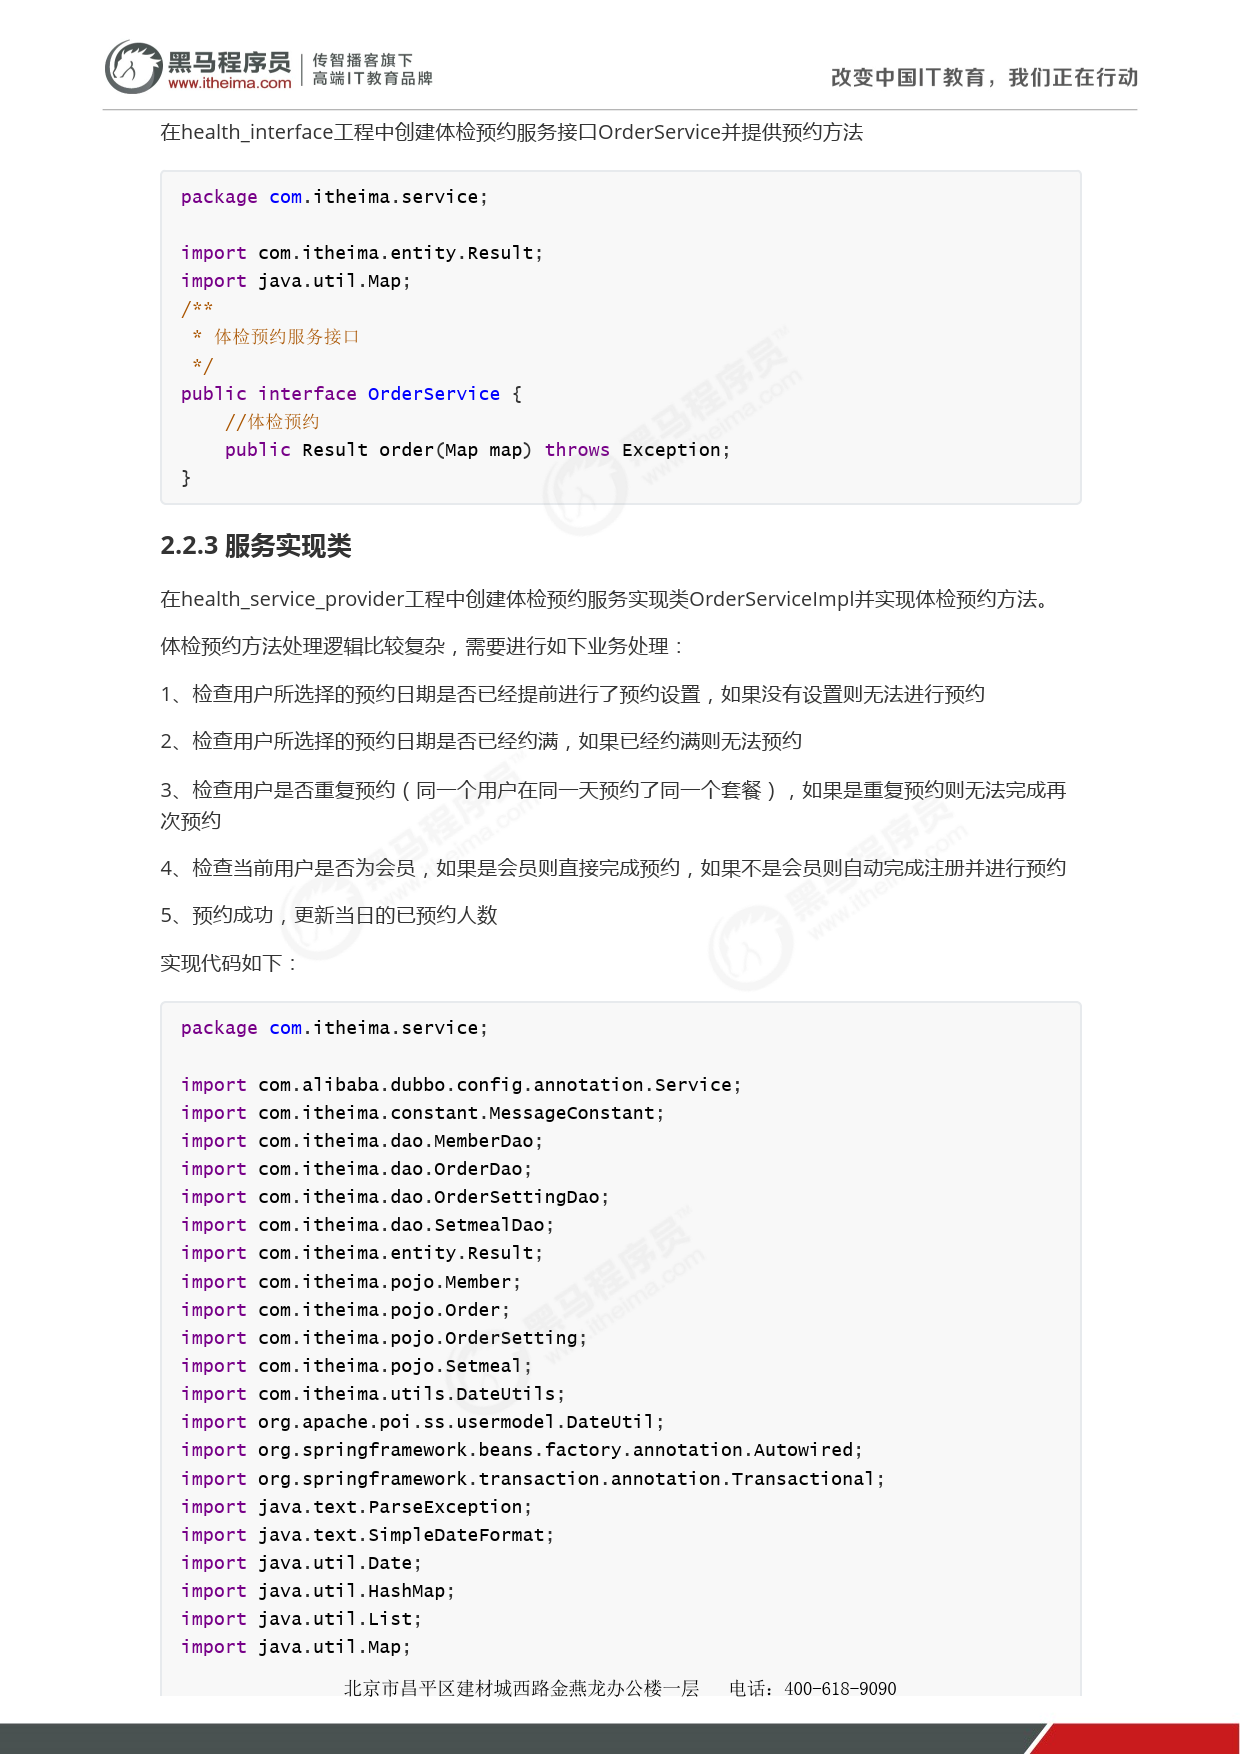 黑马程序员
www.itheima.com
传智播客旗下
高端IT教育品牌
改变中国IT教育，我们正在行动
在health_interface工程中创建体检预约服务接口OrderService并提供预约方法
package com.itheima.service;
import com.itheima.entity.Result;
import java.util.Map;
/**
 * 体检预约服务接口
 */
public interface OrderService {
    //体检预约
    public Result order(Map map) throws Exception;
}
2.2.3 服务实现类
在health_service_provider工程中创建体检预约服务实现类OrderServiceImpl并实现体检预约方法。
体检预约方法处理逻辑比较复杂，需要进行如下业务处理：
1、检查用户所选择的预约日期是否已经提前进行了预约设置，如果没有设置则无法进行预约
2、检查用户所选择的预约日期是否已经约满，如果已经约满则无法预约
3、检查用户是否重复预约（同一个用户在同一天预约了同一个套餐），如果是重复预约则无法完成再
次预约
4、检查当前用户是否为会员，如果是会员则直接完成预约，如果不是会员则自动完成注册并进行预约
5、预约成功，更新当日的已预约人数
实现代码如下：
package com.itheima.service;
import com.alibaba.dubbo.config.annotation.Service;
import com.itheima.constant.MessageConstant;
import com.itheima.dao.MemberDao;
import com.itheima.dao.OrderDao;
import com.itheima.dao.OrderSettingDao;
import com.itheima.dao.SetmealDao;
import com.itheima.entity.Result;
import com.itheima.pojo.Member;
import com.itheima.pojo.Order;
import com.itheima.pojo.OrderSetting;
import com.itheima.pojo.Setmeal;
import com.itheima.utils.DateUtils;
import org.apache.poi.ss.usermodel.DateUtil;
import org.springframework.beans.factory.annotation.Autowired;
import org.springframework.transaction.annotation.Transactional;
import java.text.ParseException;
import java.text.SimpleDateFormat;
import java.util.Date;
import java.util.HashMap;
import java.util.List;
import java.util.Map;
北京市昌平区建材城西路金燕龙办公楼一层 电话：400-618-9090